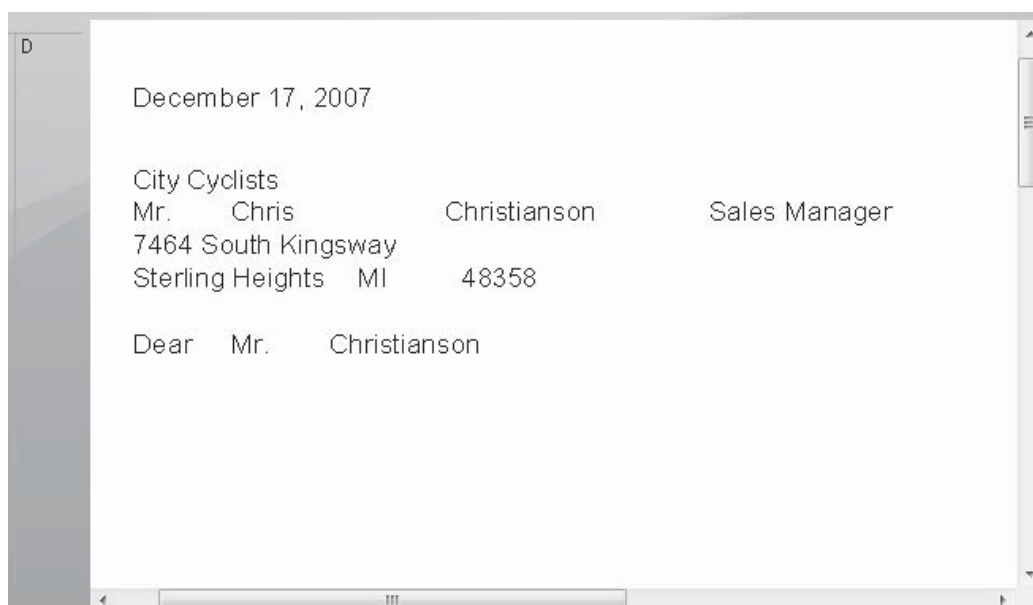 D
December 17, 2007
City Cyclists
Mr. Chris Christianson Sales Manager
7464 South Kingsway
Sterling Heights MI 48358
Dear Mr. Christianson